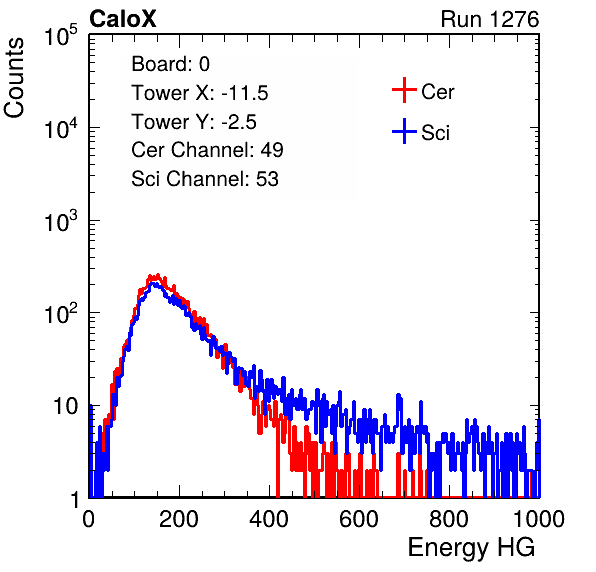 CaloX Run 1276
Counts
Board: 0
Tower X: -11.5
Tower Y: -2.5
Cer Channel: 49
Sci Channel: 53
Cer
Sci
10^5
10^4
10^3
10^2
10
1
0 200 400 600 800 1000
Energy HG